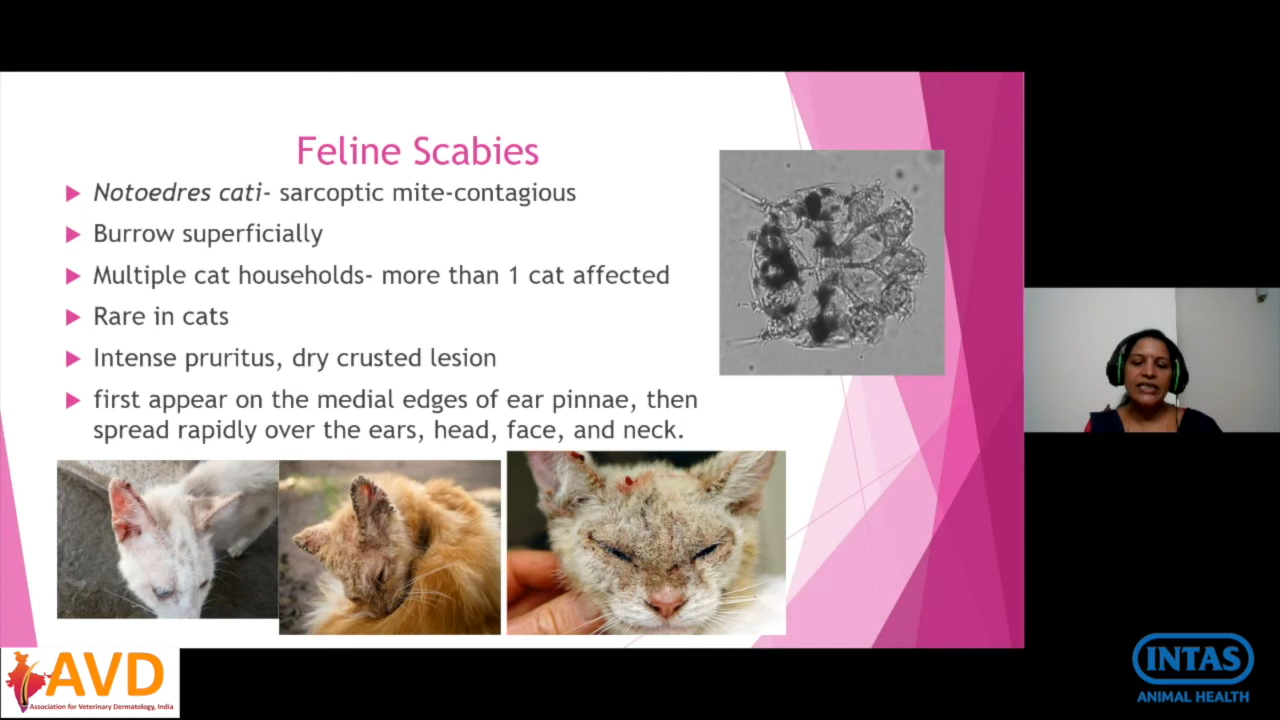 Feline Scabies
Notoedres cati- sarcoptic mite-contagious
Burrow superficially
Multiple cat households- more than 1 cat affected
Rare in cats
Intense pruritus, dry crusted lesion
first appear on the medial edges of ear pinnae, then
spread rapidly over the ears, head, face, and neck.
AVD
Association for Veterinary Dermatology, India
INTAS
ANIMAL HEALTH